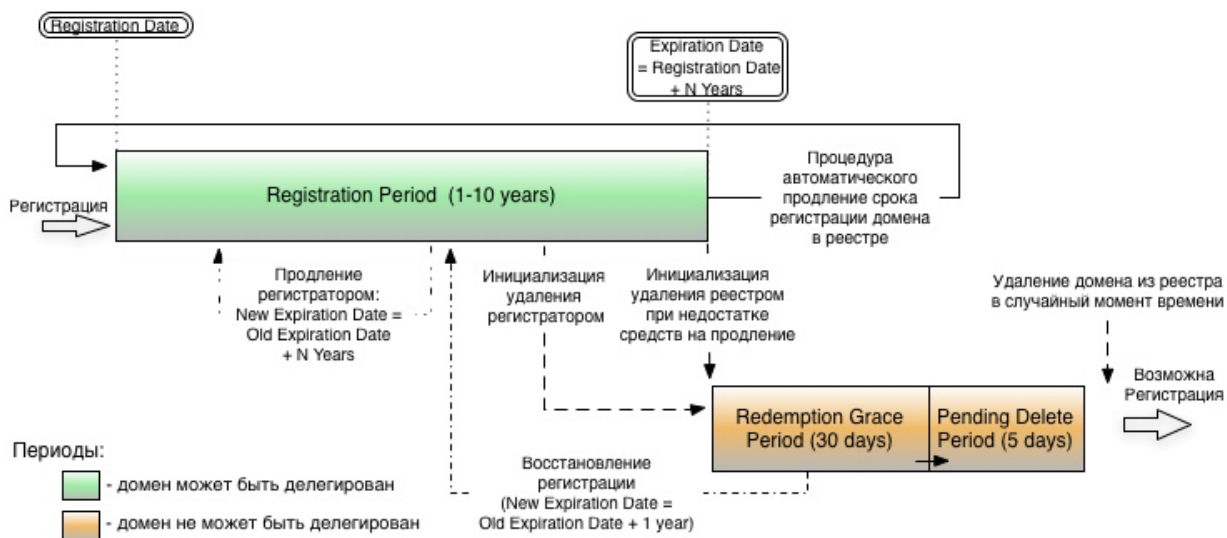 Registration Date
Expiration Date
= Registration Date
+ N Years
Регистрация
Registration Period (1-10 years)
Процедура
автоматического
продление срока
регистрации домена
в реестре
Продление
регистратором:
New Expiration Date =
Old Expiration Date
+ N Years
Инициализация
удаления
регистратором
Инициализация
удаления реестром
при недостатке
средств на продление
Удаление домена из реестра
в случайный момент времени
Redemption Grace
Period (30 days)
Pending Delete
Period (5 days)
Возможна
Регистрация
Восстановление
регистрации
(New Expiration Date =
Old Expiration Date + 1 year)
Периоды:
- домен может быть делегирован
- домен не может быть делегирован